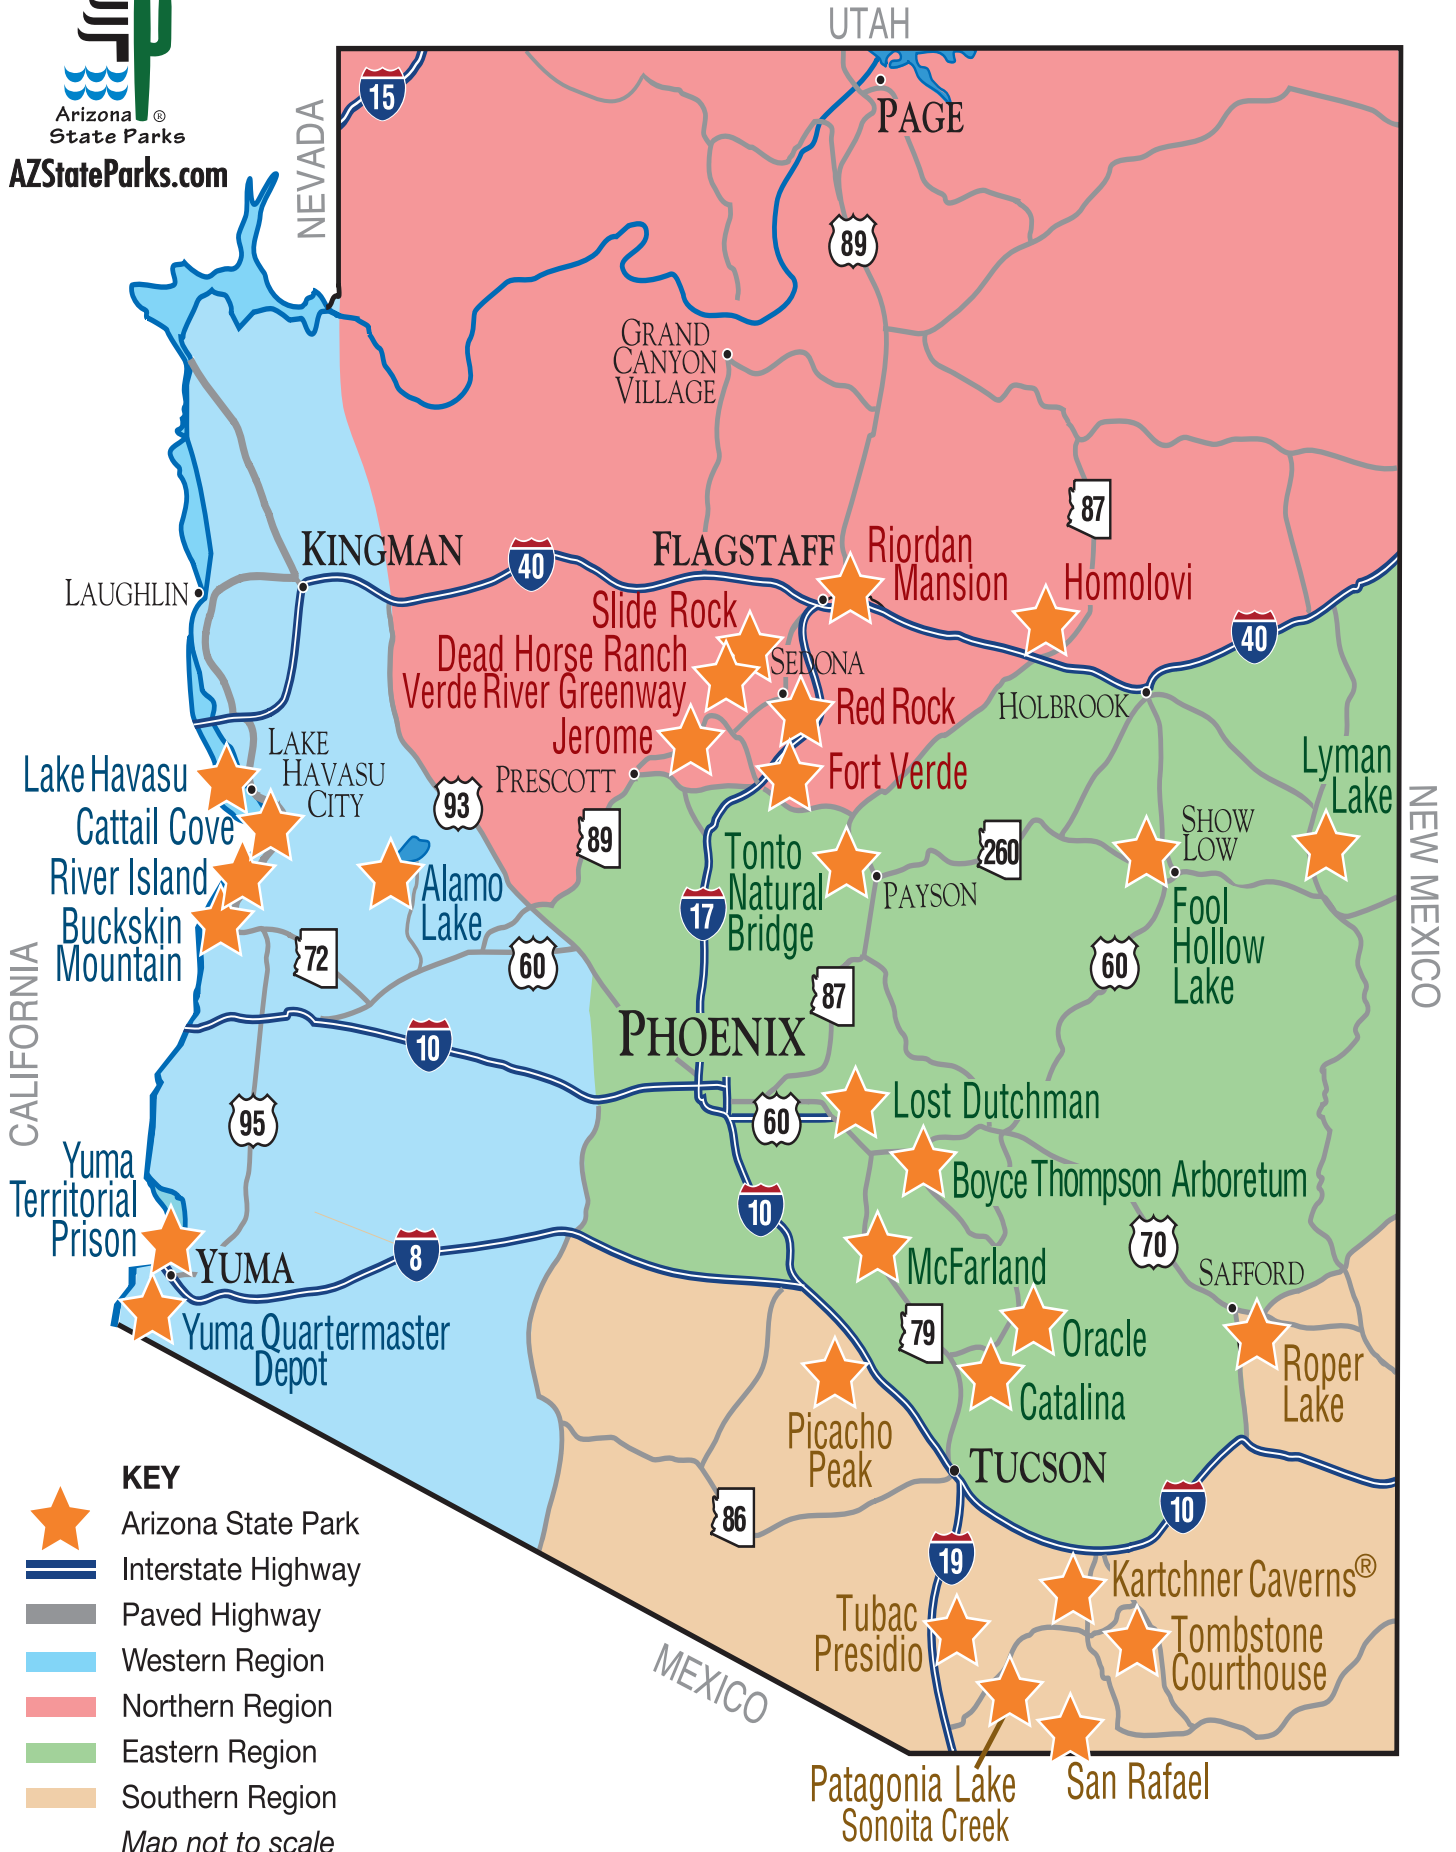 UTAH
Arizona ®
State Parks
AZStateParks.com
NEVADA
15
PAGE
89
GRAND
CANYON
VILLAGE
87
KINGMAN
40
FLAGSTAFF
Riordan
Mansion
Homolovi
LAUGHLIN
Slide Rock
40
Dead Horse Ranch
Verde River Greenway
SEDONA
Red Rock
HOLBROOK
Jerome
Fort Verde
PRESCOTT
Lyman
Lake
Lake Havasu
LAKE
HAVASU
CITY
93
89
Cattail Cove
River Island
Buckskin
Mountain
Alamo
Lake
Tonto
Natural
Bridge
PAYSON
260
SHOW
LOW
Fool
Hollow
Lake
NEW MEXICO
17
72
60
60
87
CALIFORNIA
PHOENIX
10
95
60
Lost Dutchman
Boyce Thompson Arboretum
Yuma
Territorial
Prison
10
70
8
YUMA
McFarland
SAFFORD
Yuma Quartermaster
Depot
79
Oracle
Catalina
Roper
Lake
Picacho
Peak
TUCSON
86
10
19
Kartchner Caverns®
Tubac
Presidio
Tombstone
Courthouse
MEXICO
Patagonia Lake
Sonoita Creek
San Rafael
KEY
Arizona State Park
Interstate Highway
Paved Highway
Western Region
Northern Region
Eastern Region
Southern Region
Map not to scale